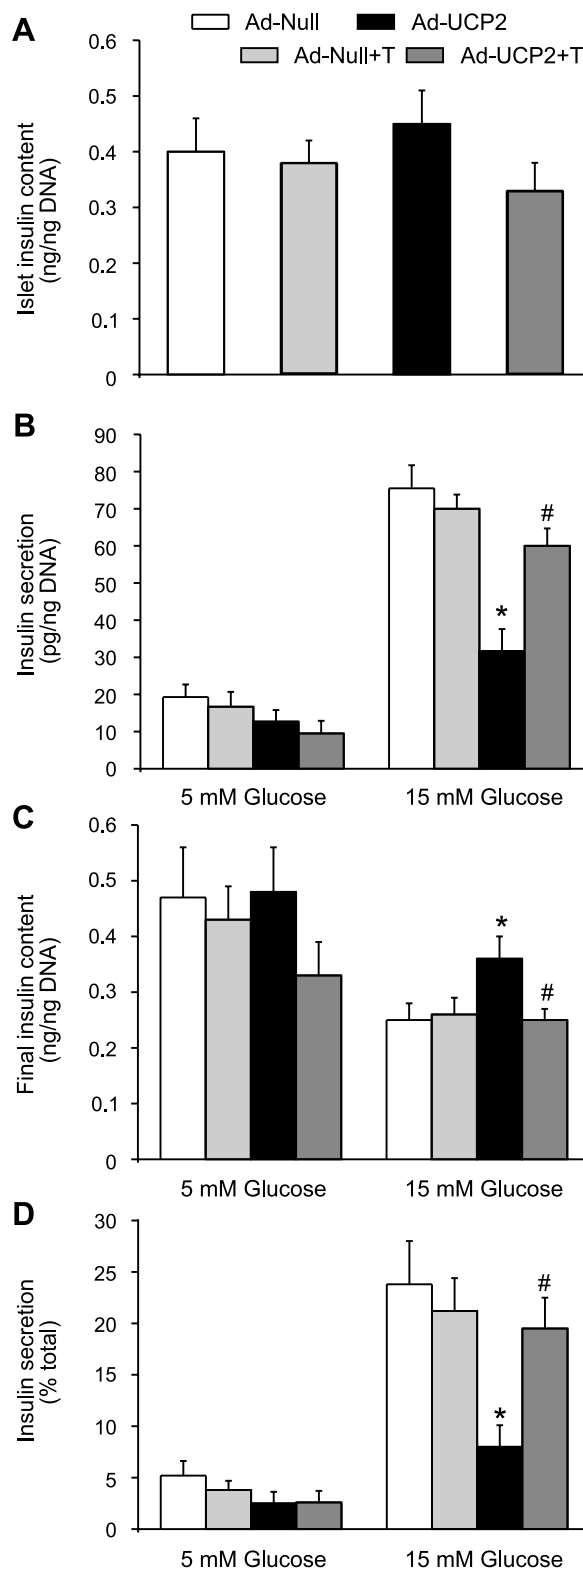 A
Ad-Null Ad-UCP2
Ad-Null+T Ad-UCP2+T
Islet insulin content
(ng/ng DNA)
0.6
0.5
0.4
0.3
0.2
0.1
0
B
Insulin secretion
(pg/ng DNA)
90
80
70
60
50
40
30
20
10
0
*
#
5 mM Glucose 15 mM Glucose
C
Final insulin content
(ng/ng DNA)
0.6
0.5
0.4
0.3
0.2
0.1
0
*
#
5 mM Glucose 15 mM Glucose
D
Insulin secretion
(% total)
30
25
20
15
10
5
0
*
#
5 mM Glucose 15 mM Glucose